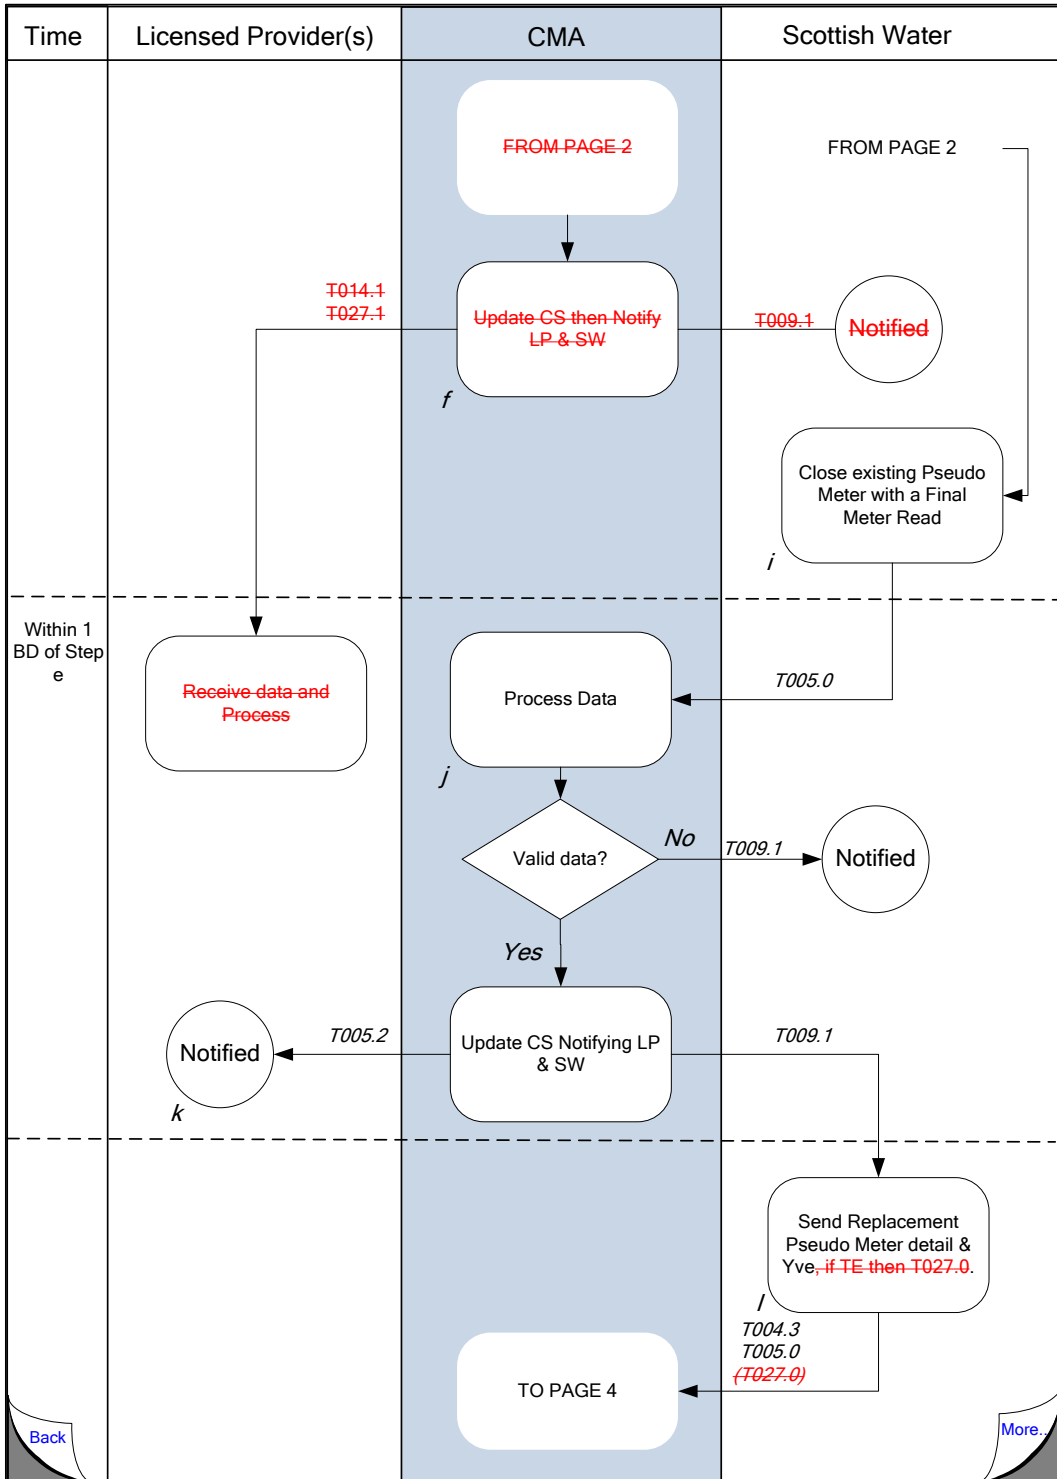 Time
Licensed Provider(s)
CMA
Scottish Water
FROM PAGE 2
FROM PAGE 2
T014.1
T027.1
Update CS then Notify
LP & SW
T009.1
Notified
f
Close existing Pseudo
Meter with a Final
Meter Read
i
Within 1
BD of Step
e
Receive data and
Process
Process Data
T005.0
j
Valid data?
No
T009.1
Notified
Yes
Notified
T005.2
Update CS Notifying LP
& SW
T009.1
k
Send Replacement
Pseudo Meter detail &
Yve, if TE then T027.0.
l
T004.3
T005.0
(T027.0)
TO PAGE 4
Back
More..